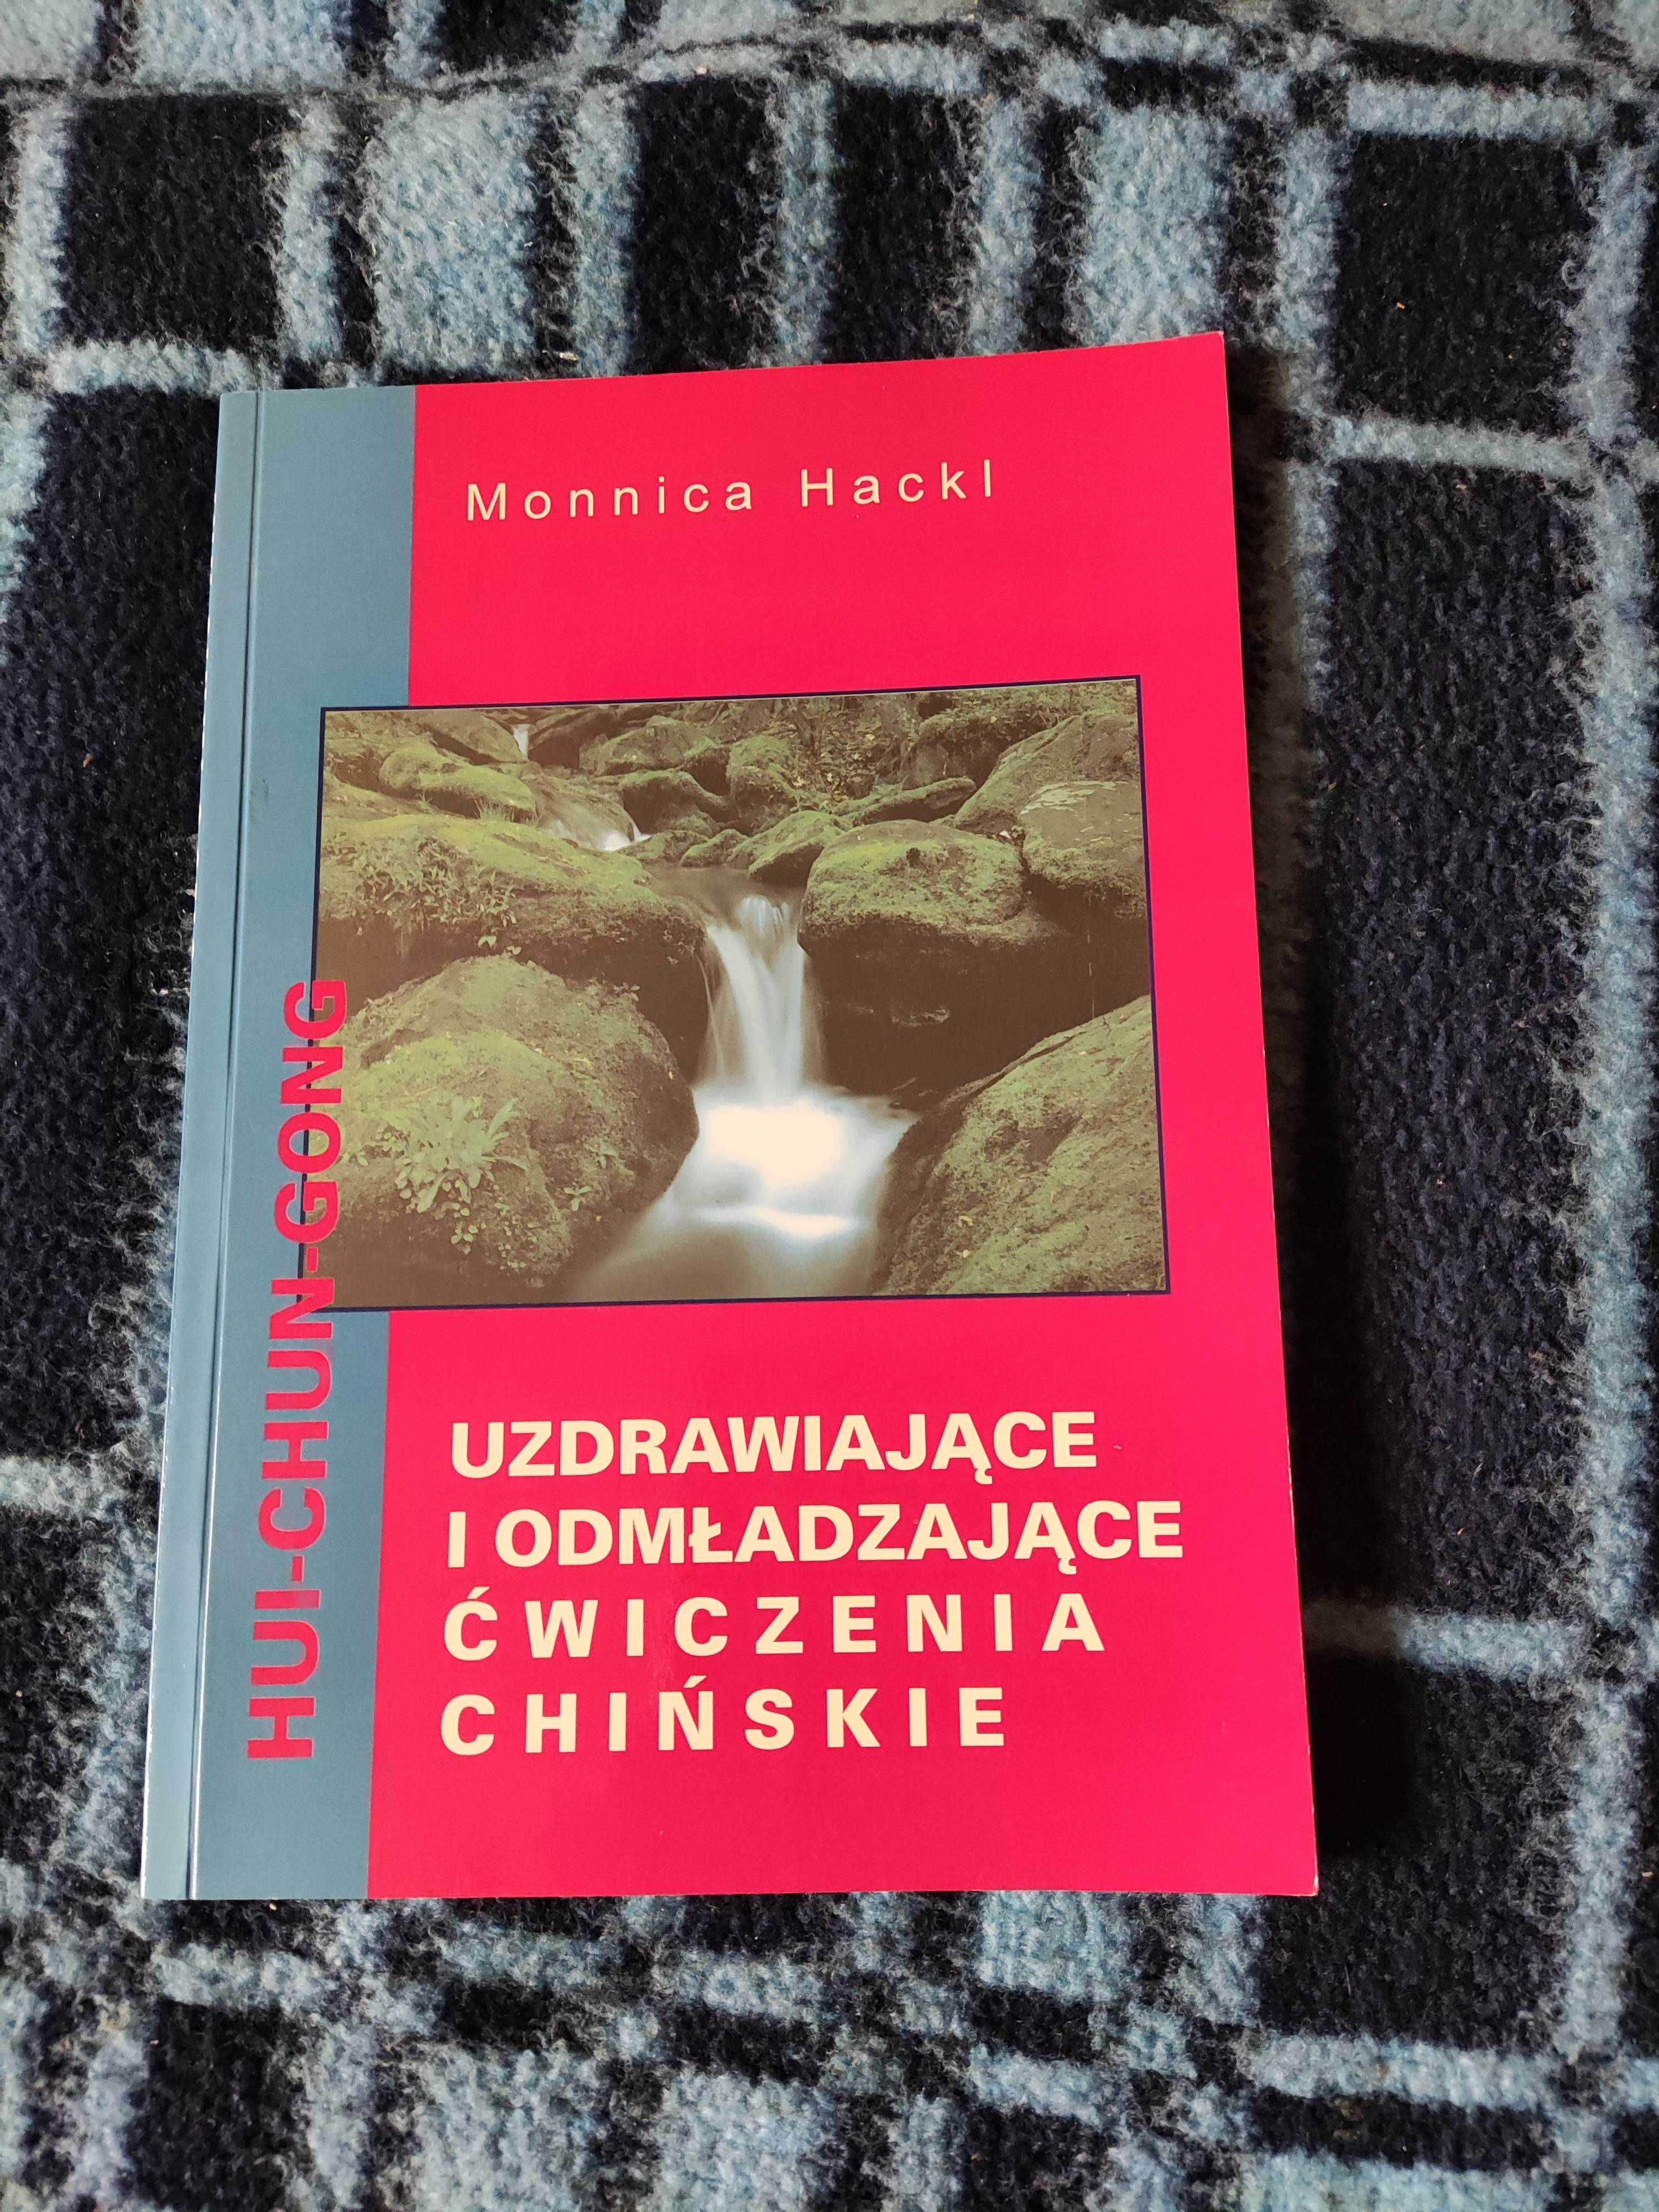 Monnica Hackl
HUI-CHUN-GONG
UZDRAWIAJĄCE
I ODMŁADZAJĄCE
ĆWICZENIA
CHIŃSKIE